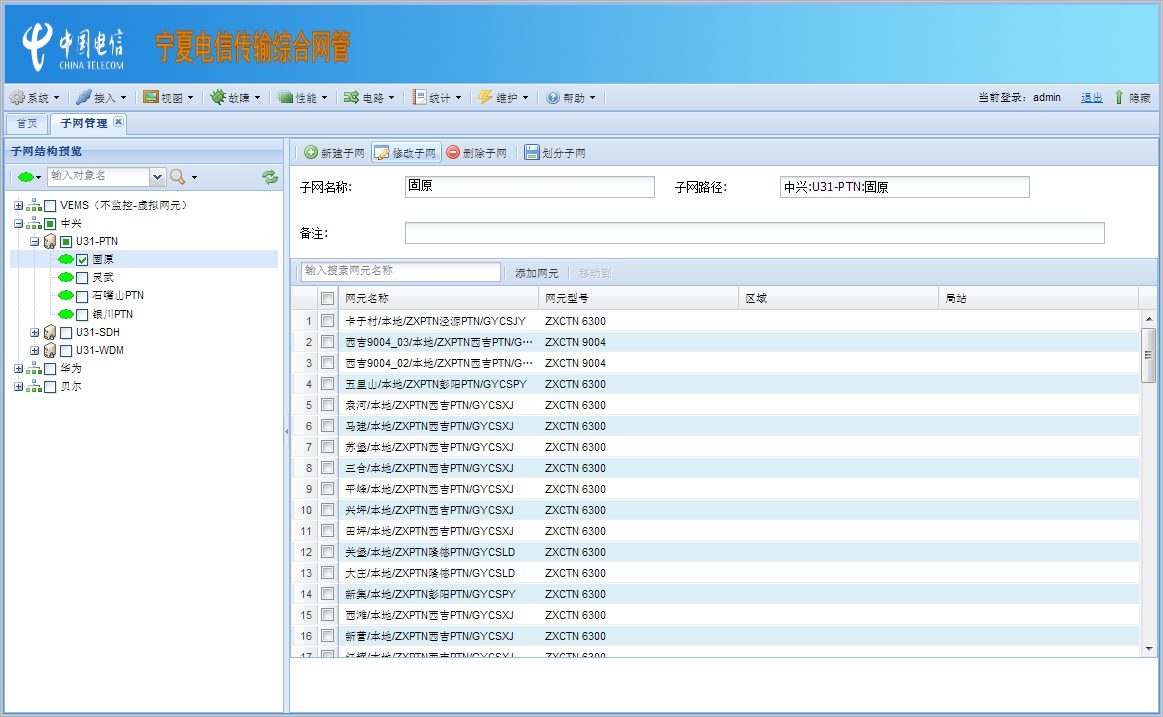 中国电信
CHINA TELECOM
宁夏电信传输综合网管
系统 接入 视图 故障 性能 电路 统计 维护 帮助 当前登录: admin 退出 隐藏
首页 子网管理
子网结构预览
输入对象名
VEMS（不监控-虚拟网元）
中兴
U31-PTN
固原
灵武
石嘴山PTN
银川PTN
U31-SDH
U31-WDM
华为
贝尔
新建子网 修改子网 删除子网 划分子网
子网名称: 固原 子网路径: 中兴:U31-PTN:固原
备注:
输入搜索网元名称 添加网元 移动到
网元名称 网元型号 区域 局站
1 卡子村/本地/ZXPTN泾源PTN/GYCSJY ZXCTN 6300
2 西吉9004_03/本地/ZXPTN西吉PTN/G··· ZXCTN 9004
3 西吉9004_02/本地/ZXPTN西吉PTN/G··· ZXCTN 9004
4 五里山/本地/ZXPTN彭阳PTN/GYCSPY ZXCTN 6300
5 袁河/本地/ZXPTN西吉PTN/GYCSXJ ZXCTN 6300
6 马建/本地/ZXPTN西吉PTN/GYCSXJ ZXCTN 6300
7 苏堡/本地/ZXPTN西吉PTN/GYCSXJ ZXCTN 6300
8 三合/本地/ZXPTN西吉PTN/GYCSXJ ZXCTN 6300
9 平峰/本地/ZXPTN西吉PTN/GYCSXJ ZXCTN 6300
10 兴坪/本地/ZXPTN西吉PTN/GYCSXJ ZXCTN 6300
11 田坪/本地/ZXPTN西吉PTN/GYCSXJ ZXCTN 6300
12 关堡/本地/ZXPTN隆德PTN/GYCSLD ZXCTN 6300
13 大庄/本地/ZXPTN隆德PTN/GYCSLD ZXCTN 6300
14 新集/本地/ZXPTN彭阳PTN/GYCSPY ZXCTN 6300
15 西滩/本地/ZXPTN西吉PTN/GYCSXJ ZXCTN 6300
16 新营/本地/ZXPTN西吉PTN/GYCSXJ ZXCTN 6300
17 红耀/本地/ZXPTN西吉PTN/GYCSXJ ZXCTN 6300